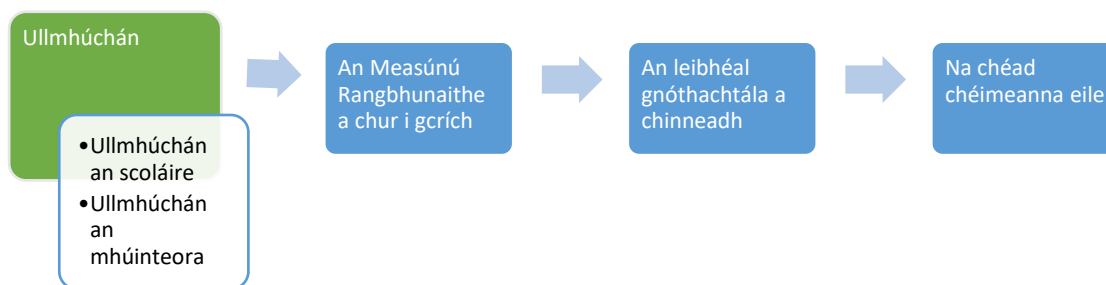 Ullmhúchán
•Ullmhúchán
an scoláire
•Ullmhúchán
an
mhúinteora
An Measúnú
Rangbhunaithe
a chur i gcrích
An leibhéal
gnóthachtála a
chinneadh
Na chéad
chéimeanna eile